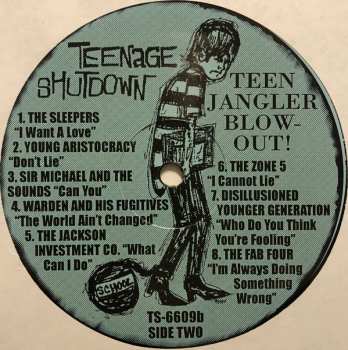 TEENAGE
SHUTDOWN
TEEN
JANGLER
BLOW-
OUT!
1. THE SLEEPERS
"I Want A Love"
2. YOUNG ARISTOCRACY
"Don't Lie"
3. SIR MICHAEL AND THE
SOUNDS "Can You"
4. WARDEN AND HIS FUGITIVES
"The World Ain't Changed"
5. THE JACKSON
INVESTMENT CO. "What
Can I Do"
6. THE ZONE 5
"I Cannot Lie"
7. DISILLUSIONED
YOUNGER GENERATION
"Who Do You Think
You're Fooling"
8. THE FAB FOUR
"I'm Always Doing
Something
Wrong"
SCHOOL
TS-6609b
SIDE TWO